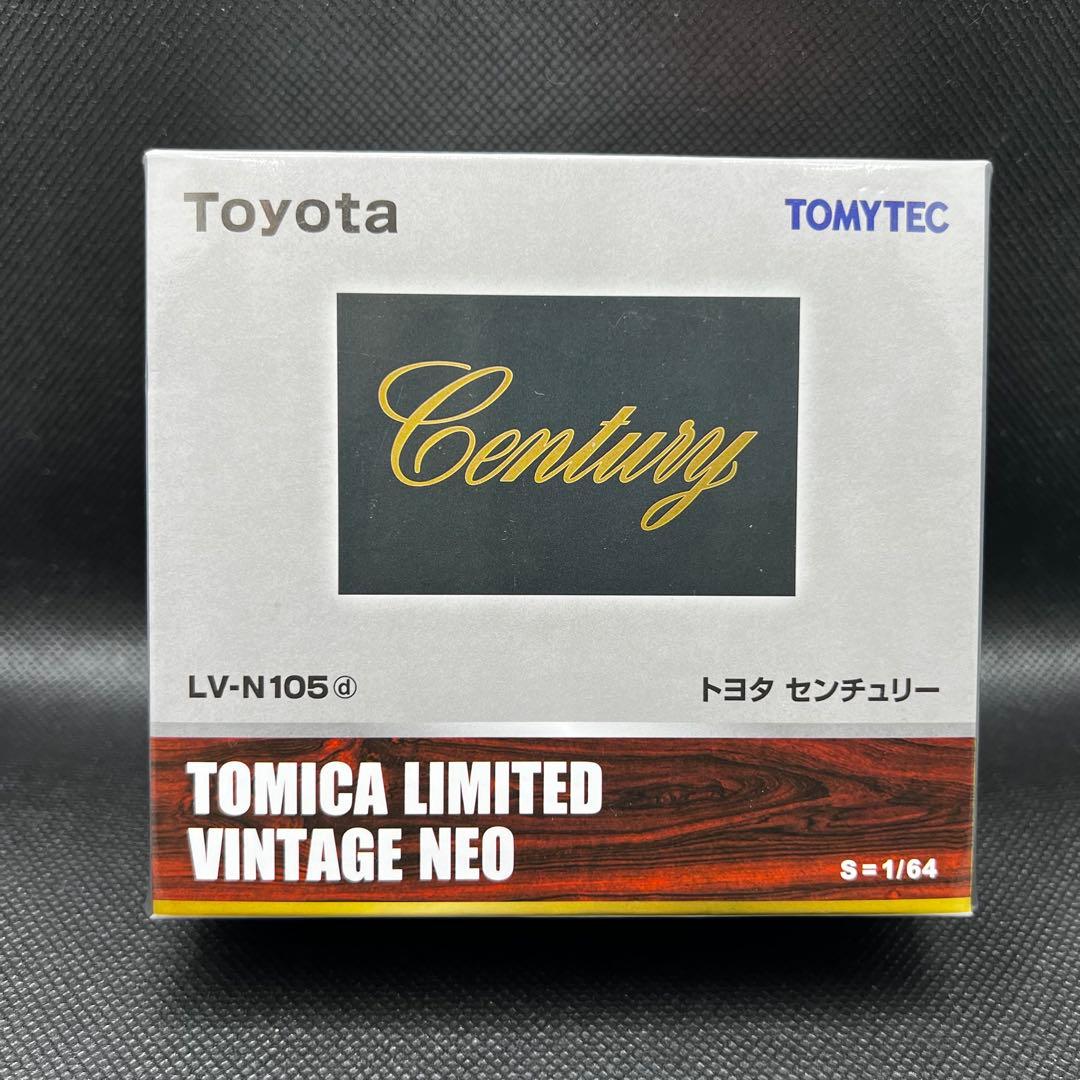 Toyota
TOMYTEC
Century
LV-N105ⓓ
トヨタ センチュリー
TOMICA LIMITED
VINTAGE NEO
S=1/64